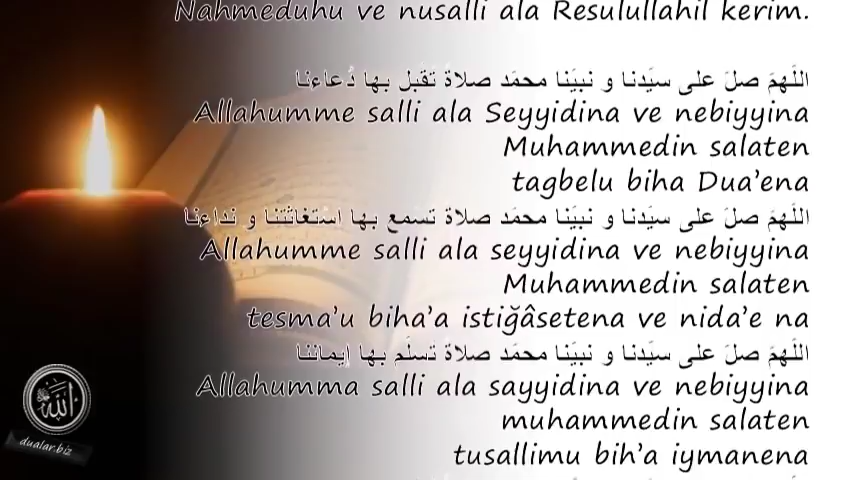 Nahmeduhu ve nusalli ala Resulullahil kerim.
اللّهمَ صلَ على سيَدنا و نبيَنا محمَد صلاةً تَقبَل بها دُعاءنا
Allahumme salli ala Seyyidina ve nebiyyina
Muhammedin salaten
tagbelu biha Dua’ena
اللّهمَ صلَ على سيَدنا و نبيَنا محمَد صلاةً تسمع بها اسْتغاثَتنا و نداءنا
Allahumme salli ala seyyidina ve nebiyyina
Muhammedin salaten
tesma’u biha’a istiğâsetena ve nida’e na
اللّهمَ صلَ على سيَدنا و نبيَنا محمَد صلاةً تسلَم بها إيماننا
Allahumma salli ala sayyidina ve nebiyyina
muhammedin salaten
tusallimu bih’a iymanena
الله
dualar.biz